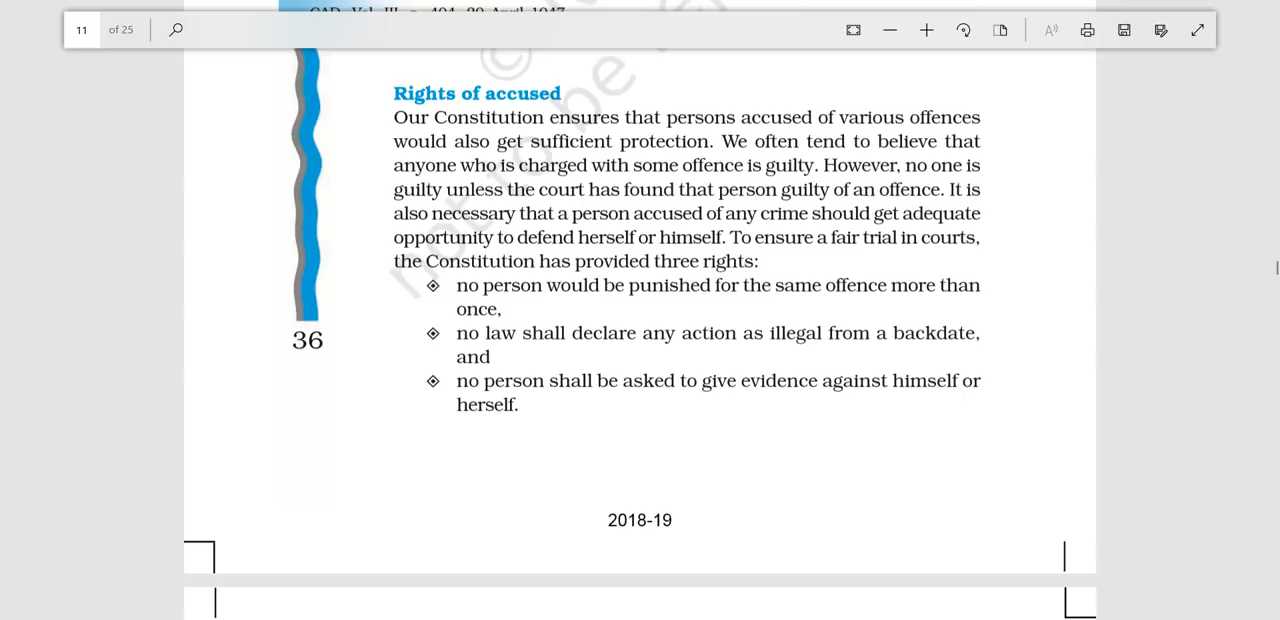 11 of 25
Rights of accused
Our Constitution ensures that persons accused of various offences
would also get sufficient protection. We often tend to believe that
anyone who is charged with some offence is guilty. However, no one is
guilty unless the court has found that person guilty of an offence. It is
also necessary that a person accused of any crime should get adequate
opportunity to defend herself or himself. To ensure a fair trial in courts,
the Constitution has provided three rights:
no person would be punished for the same offence more than
once,
no law shall declare any action as illegal from a backdate,
and
no person shall be asked to give evidence against himself or
herself.
36
2018-19
©
not to be